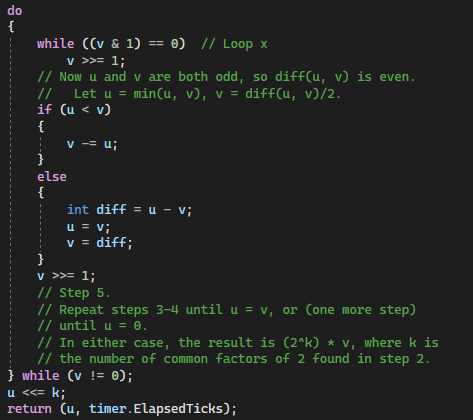 do
{
while ((v & 1) == 0) // Loop x
v >>= 1;
// Now u and v are both odd, so diff(u, v) is even.
// Let u = min(u, v), v = diff(u, v)/2.
if (u < v)
{
v -= u;
}
else
{
int diff = u - v;
u = v;
v = diff;
}
v >>= 1;
// Step 5.
// Repeat steps 3-4 until u = v, or (one more step)
// until u = 0.
// In either case, the result is (2^k) * v, where k is
// the number of common factors of 2 found in step 2.
} while (v != 0);
u <<= k;
return (u, timer.ElapsedTicks);